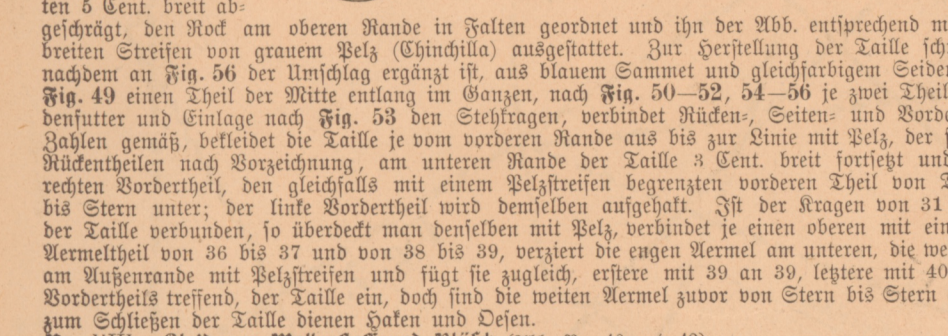 ten 5 Cent. breit ab=
geschrägt, den Rock am oberen Rande in Falten geordnet und ihn der Abb. entsprechend m
breiten Streifen von grauem Pelz (Chinchilla) ausgestattet. Zur Herstellung der Taille sch
nachdem an Fig. 56 der Umschlag ergänzt ist, aus blauem Sammet und gleichfarbigem Seiden
Fig. 49 einen Theil der Mitte entlang im Ganzen, nach Fig. 50—52, 54—56 je zwei Theil
denfutter und Einlage nach Fig. 53 den Stehkragen, verbindet Rücken=, Seiten= und Vorde
Zahlen gemäß, bekleidet die Taille je vom vorderen Rande aus bis zur Linie mit Pelz, der
Rückentheilen nach Vorzeichnung, am unteren Rande der Taille 3 Cent. breit fortsetzt und
rechten Vordertheil, den gleichfalls mit einem Pelzstreifen begrenzten vorderen Theil von
bis Stern unter; der linke Vordertheil wird demselben aufgehakt. Ist der Kragen von 31
der Taille verbunden, so überdeckt man denselben mit Pelz, verbindet je einen oberen mit ein
Aermeltheil von 36 bis 37 und von 38 bis 39, verziert die engen Aermel am unteren, die we
am Außenrande mit Pelzstreifen und fügt sie zugleich, erstere mit 39 an 39, letztere mit 40
Vordertheils treffend, der Taille ein, doch sind die weiten Aermel zuvor von Stern bis Stern
zum Schließen der Taille dienen Haken und Oesen.